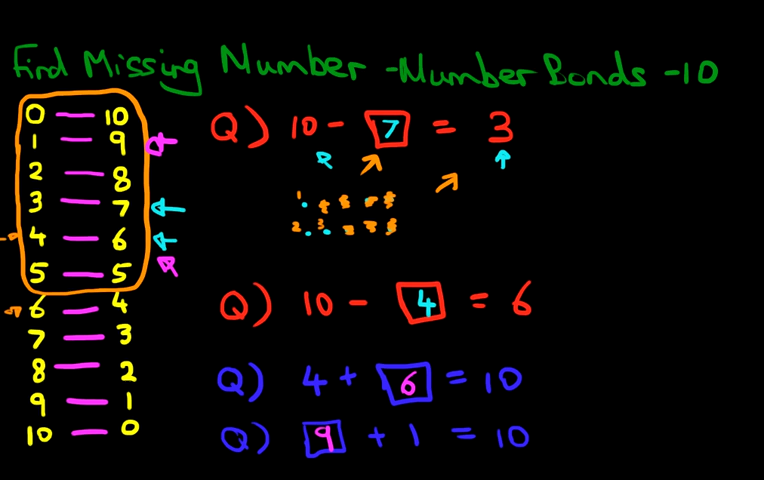 Find Missing Number - Number Bonds - 10
0 — 10
1 — 9
2 — 8
3 — 7
4 — 6
5 — 5
6 — 4
7 — 3
8 — 2
9 — 1
10 — 0
Q) 10 - 7 = 3
Q) 10 - 4 = 6
Q) 4 + 6 = 10
Q) 9 + 1 = 10